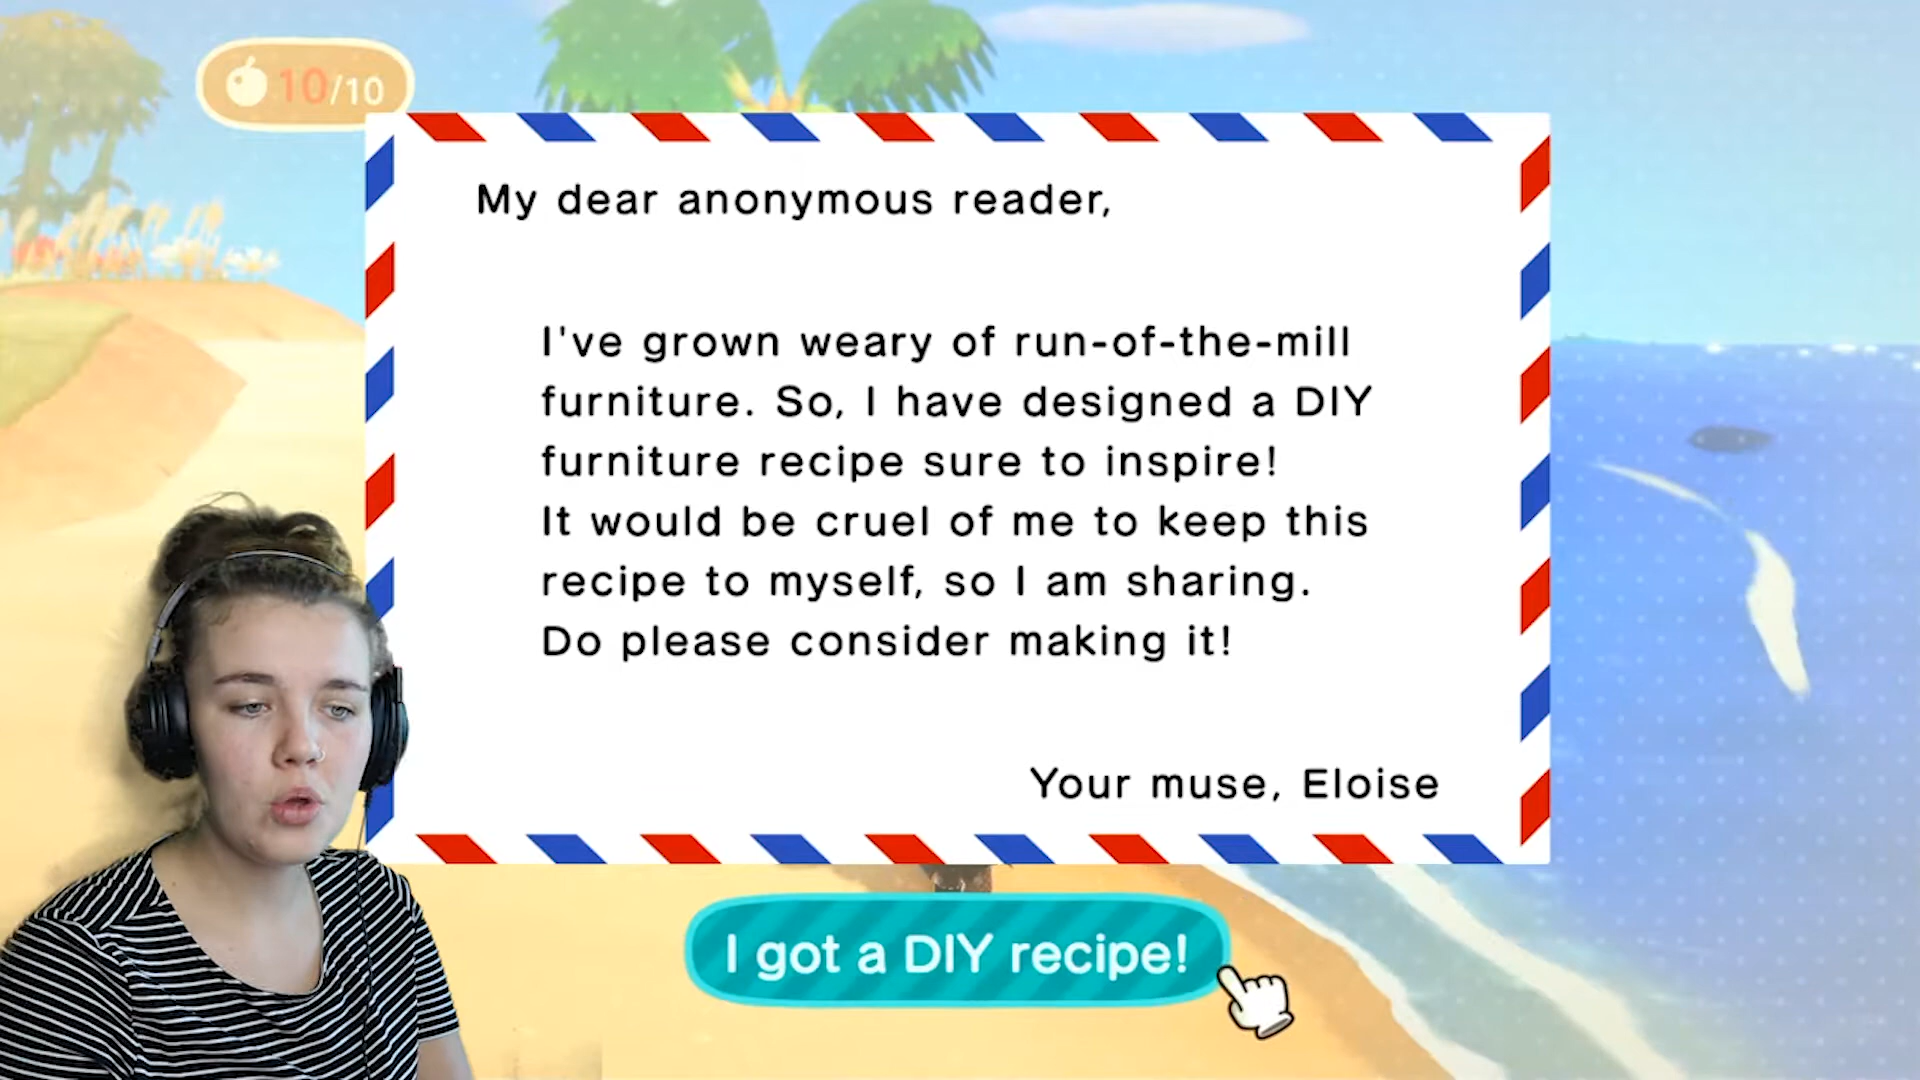 10/10
My dear anonymous reader,
I've grown weary of run-of-the-mill
furniture. So, I have designed a DIY
furniture recipe sure to inspire!
It would be cruel of me to keep this
recipe to myself, so I am sharing.
Do please consider making it!
Your muse, Eloise
I got a DIY recipe!